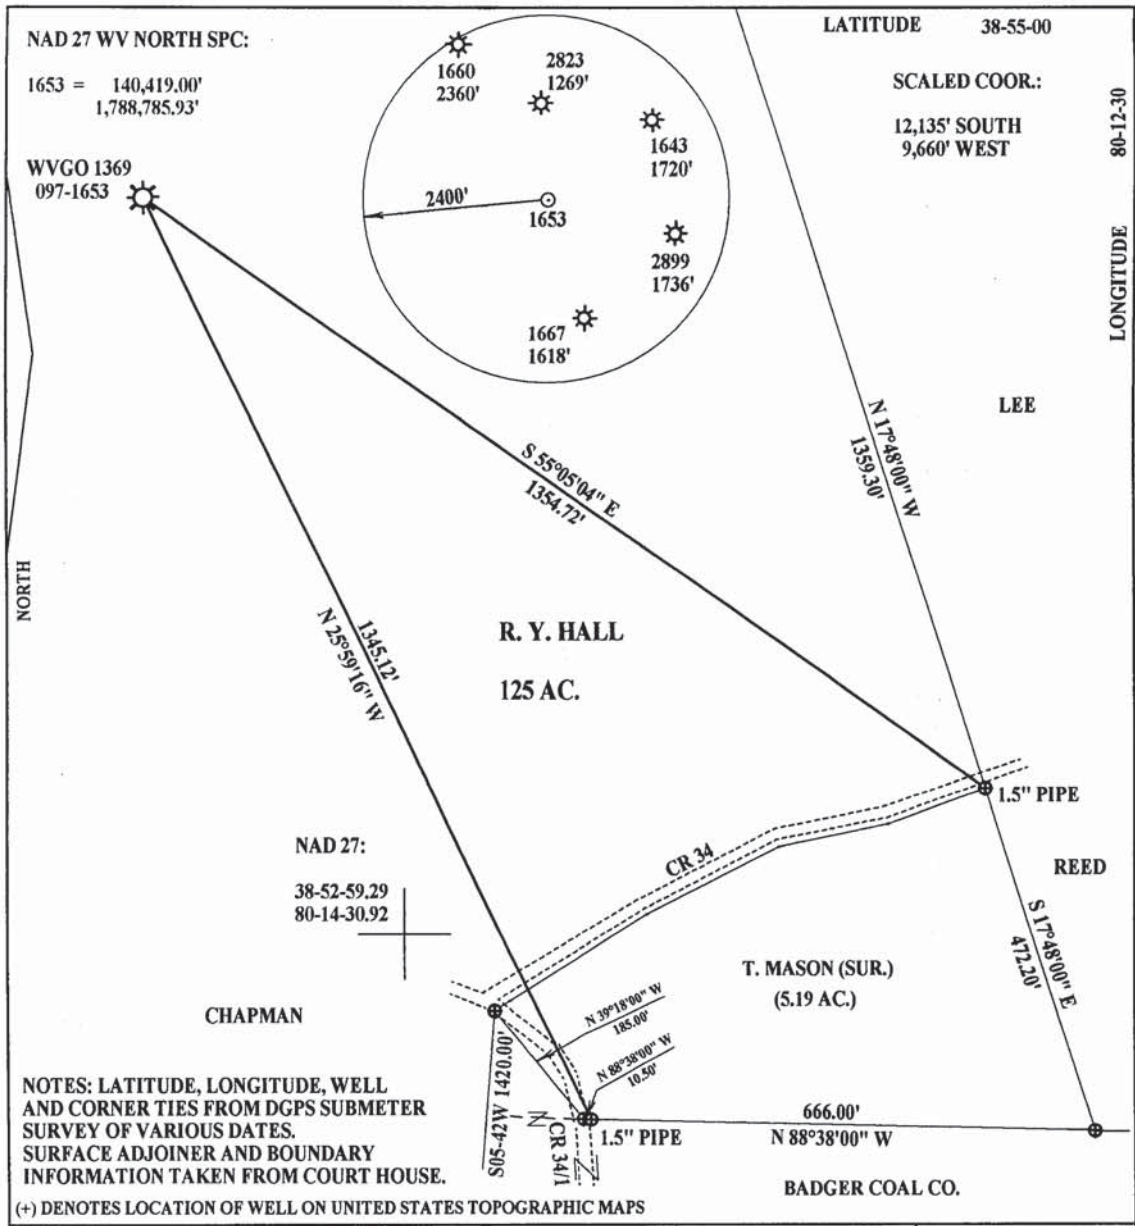 NAD 27 WV NORTH SPC:
1653 = 140,419.00'
1,788,785.93'
WVGO 1369
097-1653
1660
2360'
2823
1269'
1643
1720'
2400'
1653
2899
1736'
1667
1618'
LATITUDE 38-55-00
SCALED COOR.:
12,135' SOUTH
9,660' WEST
80-12-30
LONGITUDE
LEE
N 17°48'00" W
1359.30'
S 55°05'04" E
1354.72'
NORTH
1345.12'
N 25°59'16" W
R. Y. HALL
125 AC.
1.5" PIPE
CR 34
REED
NAD 27:
38-52-59.29
80-14-30.92
S 17°48'00" E
472.20'
T. MASON (SUR.)
(5.19 AC.)
CHAPMAN
N 39°18'00" W
185.00'
N 88°38'00" W
10.50'
S05-42W 1420.00'
CR 34/1
1.5" PIPE
666.00'
N 88°38'00" W
BADGER COAL CO.
NOTES: LATITUDE, LONGITUDE, WELL
AND CORNER TIES FROM DGPS SUBMETER
SURVEY OF VARIOUS DATES.
SURFACE ADJOINER AND BOUNDARY
INFORMATION TAKEN FROM COURT HOUSE.
(+) DENOTES LOCATION OF WELL ON UNITED STATES TOPOGRAPHIC MAPS